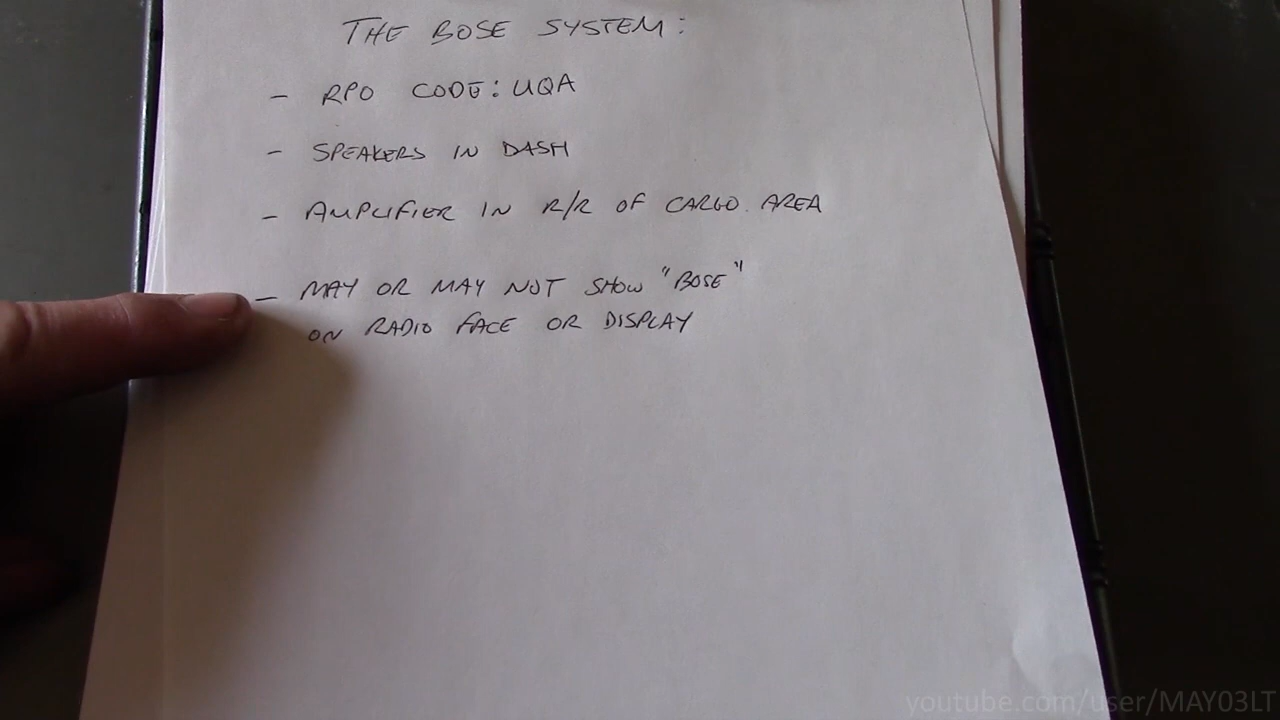 THE BOSE SYSTEM:
- RPO CODE: UQA
- SPEAKERS IN DASH
- AMPLIFIER IN R/R OF CARGO AREA
- MAY OR MAY NOT SHOW "BOSE"
ON RADIO FACE OR DISPLAY
youtube.com/user/MAY03LT